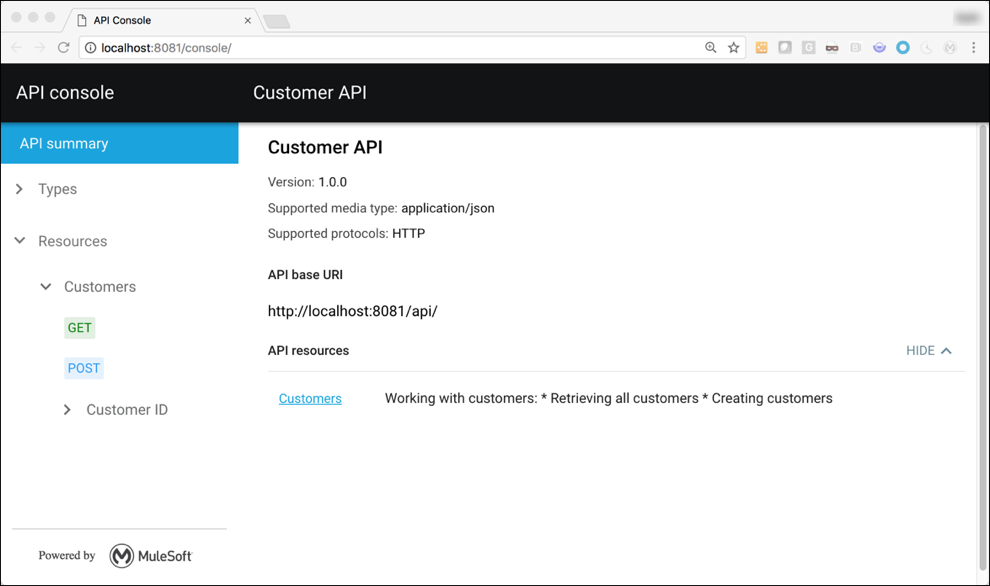 API Console
localhost:8081/console/
API console
Customer API
API summary
Types
Resources
Customers
GET
POST
Customer ID
Powered by MuleSoft
Customer API
Version: 1.0.0
Supported media type: application/json
Supported protocols: HTTP
API base URI
http://localhost:8081/api/
API resources
HIDE
Customers
Working with customers: * Retrieving all customers * Creating customers